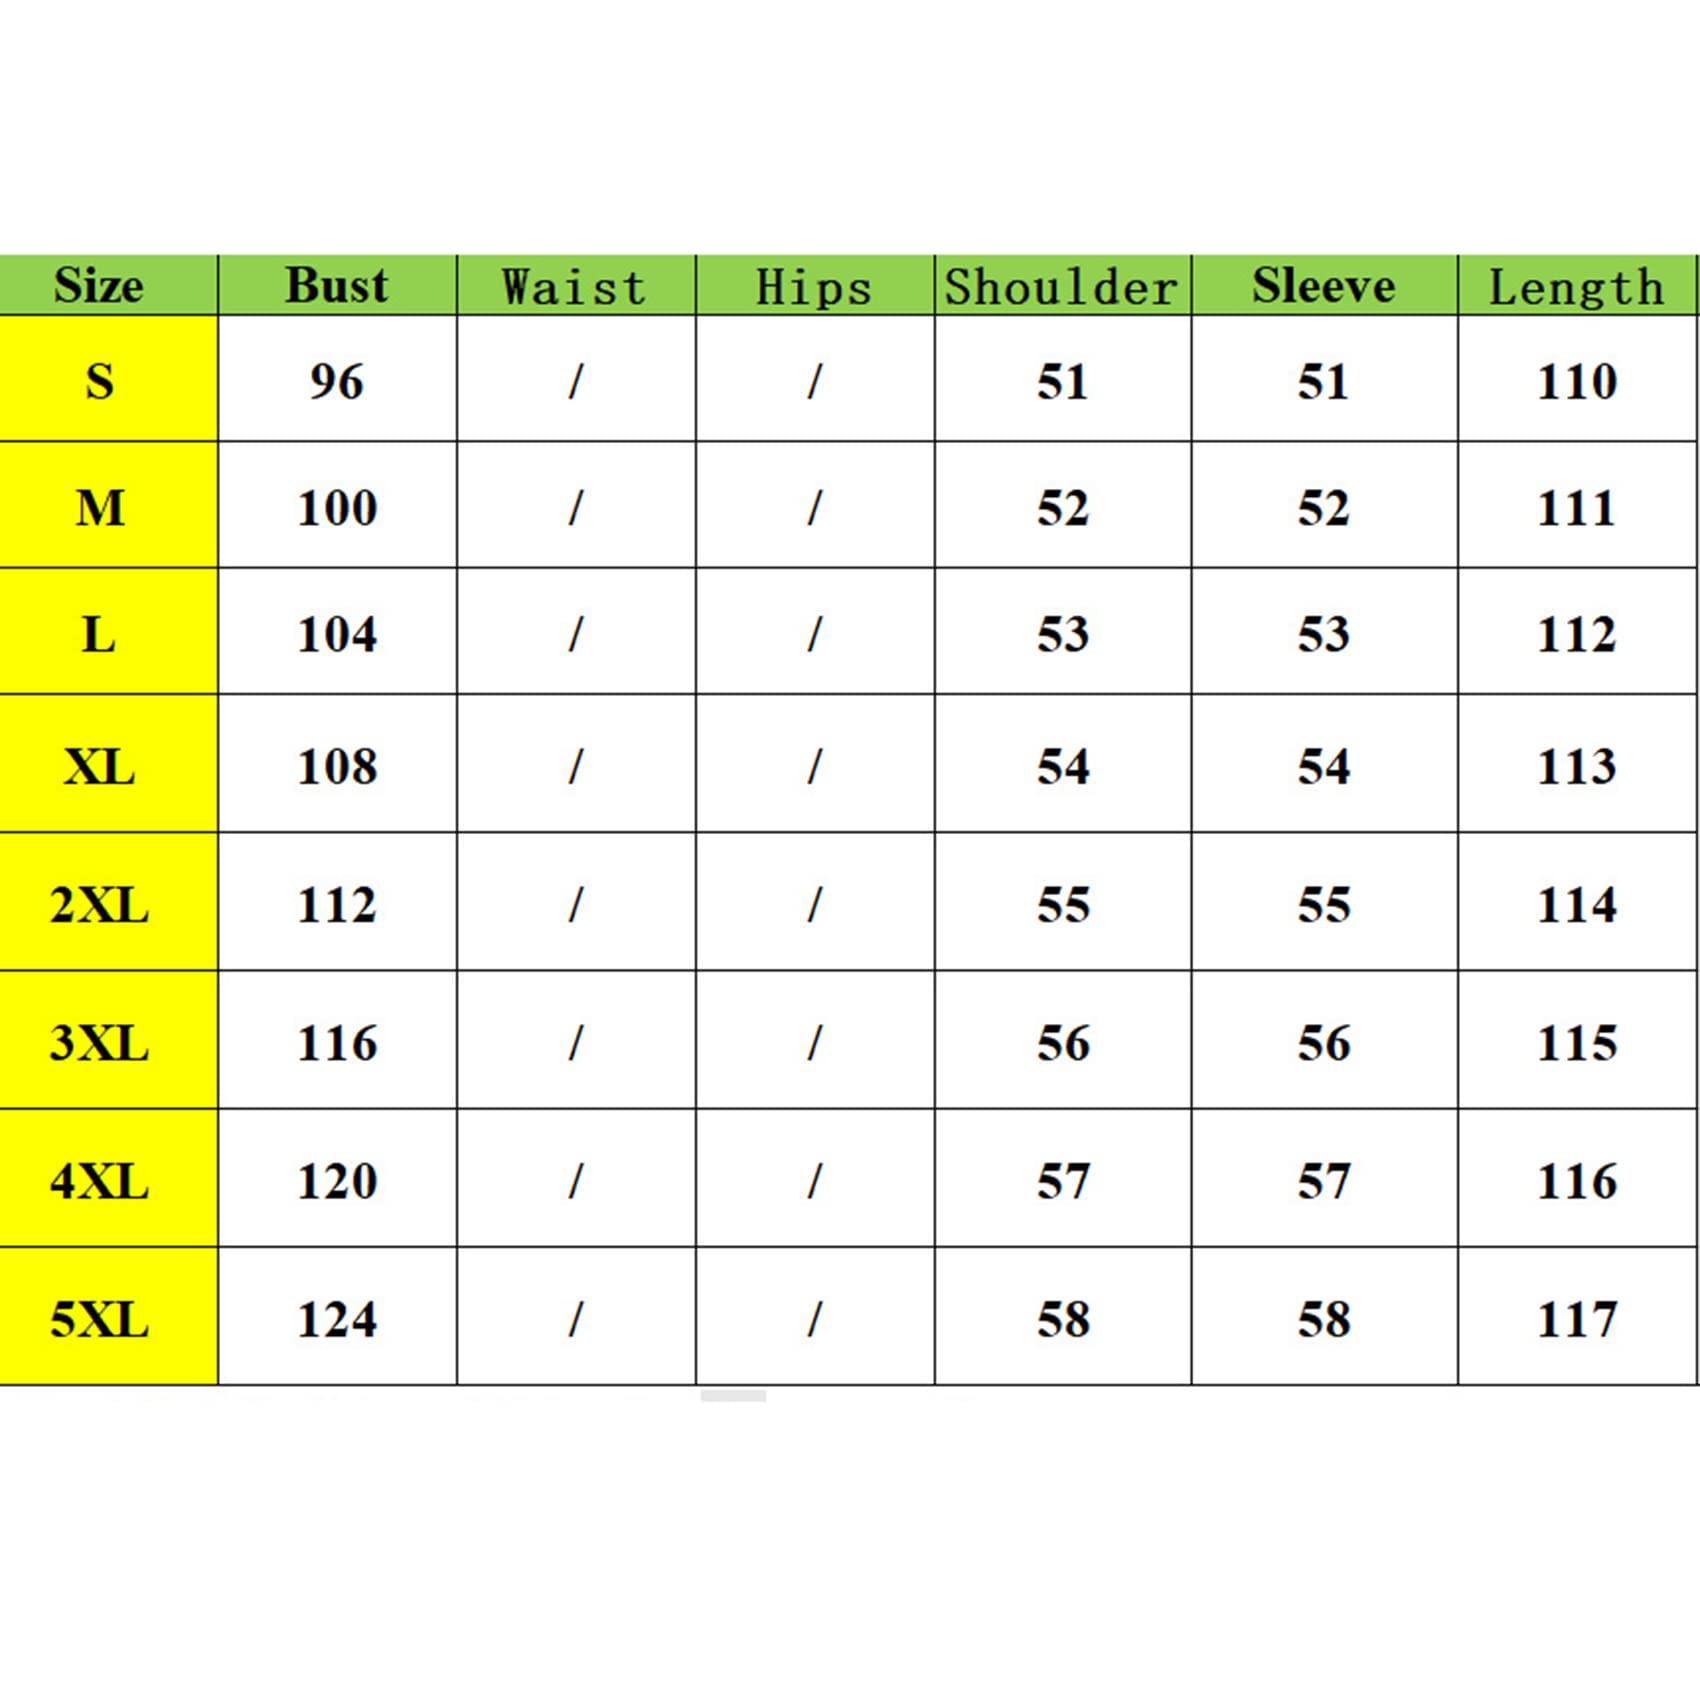 Size Bust Waist Hips Shoulder Sleeve Length
S 96 / / 51 51 110
M 100 / / 52 52 111
L 104 / / 53 53 112
XL 108 / / 54 54 113
2XL 112 / / 55 55 114
3XL 116 / / 56 56 115
4XL 120 / / 57 57 116
5XL 124 / / 58 58 117